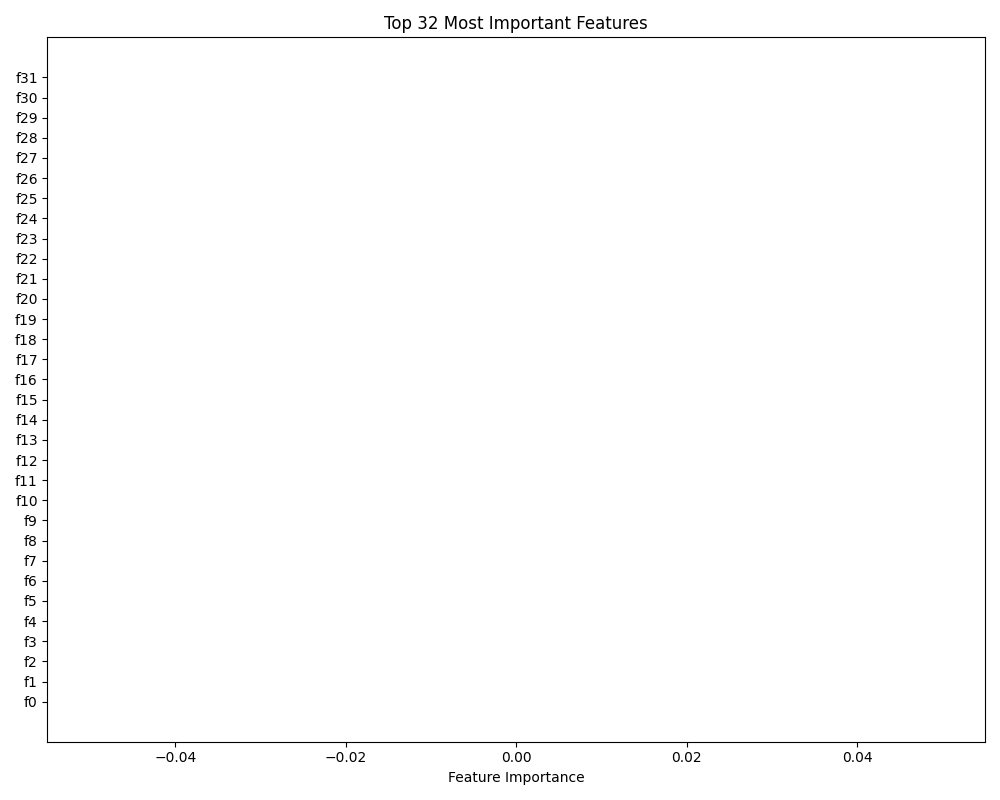 Top 32 Most Important Features
f31
f30
f29
f28
f27
f26
f25
f24
f23
f22
f21
f20
f19
f18
f17
f16
f15
f14
f13
f12
f11
f10
f9
f8
f7
f6
f5
f4
f3
f2
f1
f0
−0.04 −0.02 0.00 0.02 0.04
Feature Importance